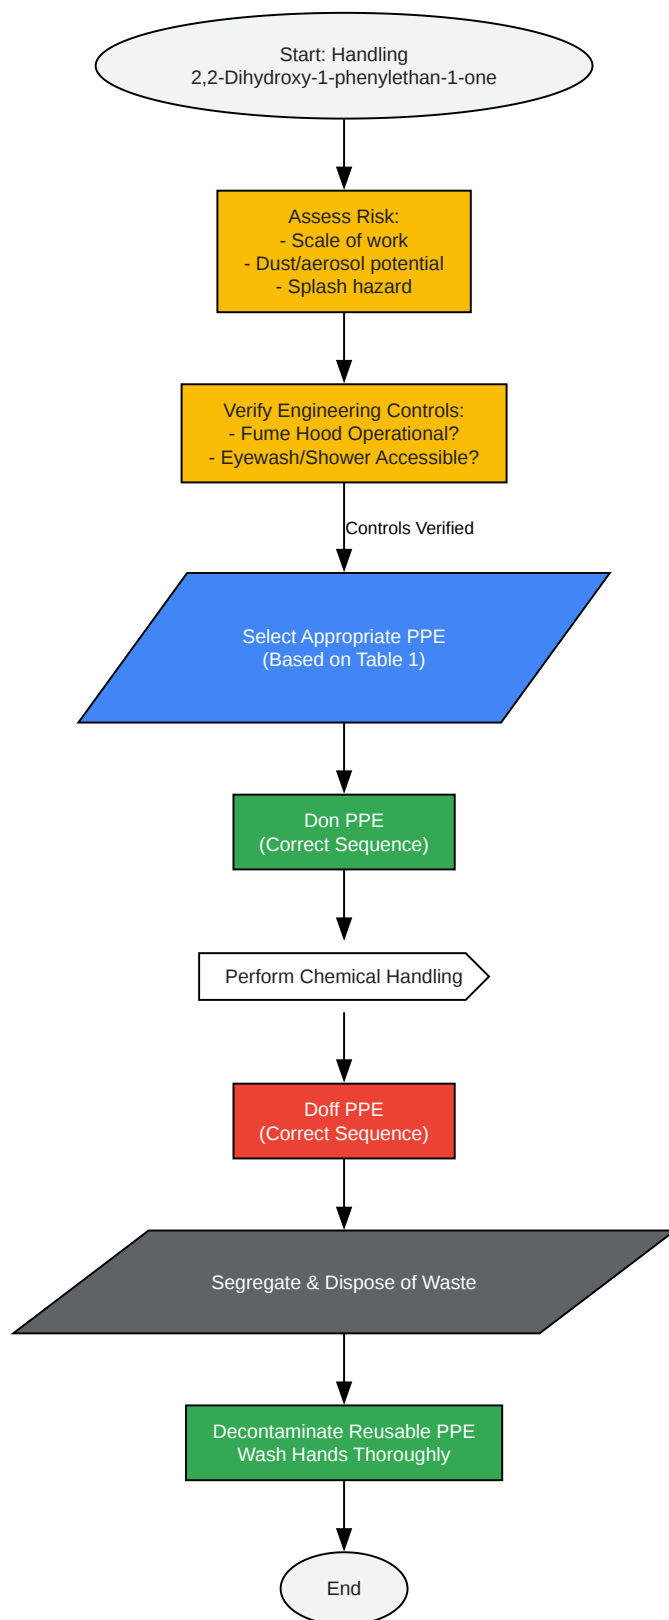 Start: Handling
2,2-Dihydroxy-1-phenylethan-1-one
Assess Risk:
- Scale of work
- Dust/aerosol potential
- Splash hazard
Verify Engineering Controls:
- Fume Hood Operational?
- Eyewash/Shower Accessible?
Controls Verified
Select Appropriate PPE
(Based on Table 1)
Don PPE
(Correct Sequence)
Perform Chemical Handling
Doff PPE
(Correct Sequence)
Segregate & Dispose of Waste
Decontaminate Reusable PPE
Wash Hands Thoroughly
End